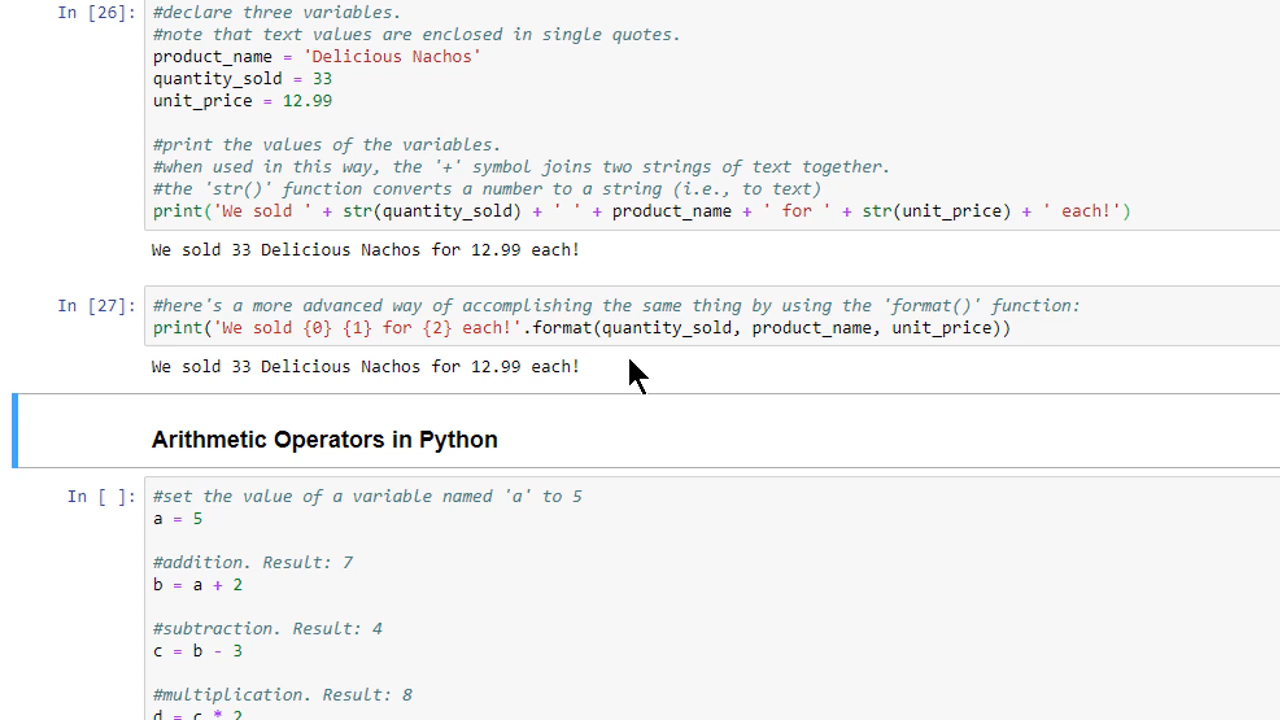 In [26]:
#declare three variables.
#note that text values are enclosed in single quotes.
product_name = 'Delicious Nachos'
quantity_sold = 33
unit_price = 12.99
#print the values of the variables.
#when used in this way, the '+' symbol joins two strings of text together.
#the 'str()' function converts a number to a string (i.e., to text)
print('We sold ' + str(quantity_sold) + ' ' + product_name + ' for ' + str(unit_price) + ' each!')
We sold 33 Delicious Nachos for 12.99 each!
In [27]:
#here's a more advanced way of accomplishing the same thing by using the 'format()' function:
print('We sold {0} {1} for {2} each!'.format(quantity_sold, product_name, unit_price))
We sold 33 Delicious Nachos for 12.99 each!
Arithmetic Operators in Python
In [ ]:
#set the value of a variable named 'a' to 5
a = 5
#addition. Result: 7
b = a + 2
#subtraction. Result: 4
c = b - 3
#multiplication. Result: 8
d = c * 2